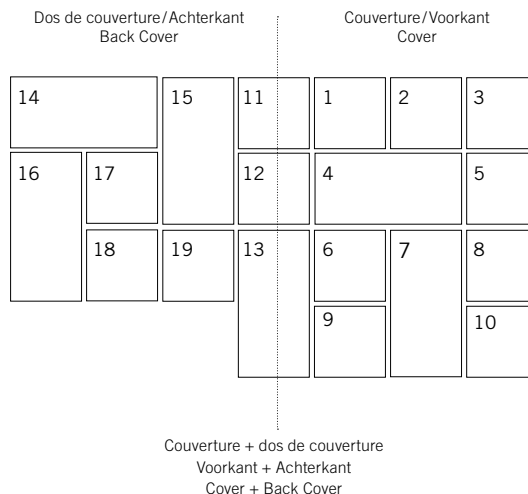 Dos de couverture/Achterkant
Back Cover
Couverture/Voorkant
Cover
14
15
11
1
2
3
16
17
12
4
5
18
19
13
6
7
8
9
10
Couverture + dos de couverture
Voorkant + Achterkant
Cover + Back Cover